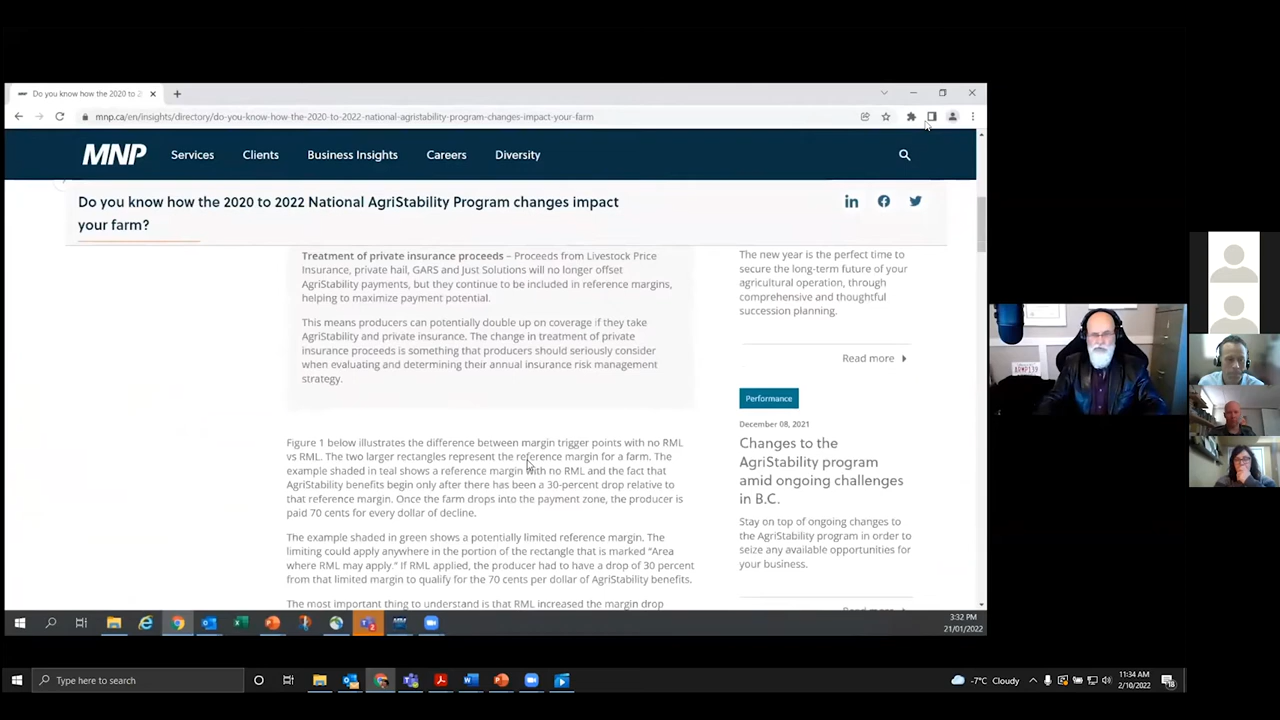 Do you know how the 2020 to 2
mnp.ca/en/insights/directory/do-you-know-how-the-2020-to-2022-national-agristability-program-changes-impact-your-farm
MNP
Services
Clients
Business Insights
Careers
Diversity
Do you know how the 2020 to 2022 National AgriStability Program changes impact
your farm?
Treatment of private insurance proceeds – Proceeds from Livestock Price
Insurance, private hail, GARS and Just Solutions will no longer offset
AgriStability payments, but they continue to be included in reference margins,
helping to maximize payment potential.
This means producers can potentially double up on coverage if they take
AgriStability and private insurance. The change in treatment of private
insurance proceeds is something that producers should seriously consider
when evaluating and determining their annual insurance risk management
strategy.
Figure 1 below illustrates the difference between margin trigger points with no RML
vs RML. The two larger rectangles represent the reference margin for a farm. The
example shaded in teal shows a reference margin with no RML and the fact that
AgriStability benefits begin only after there has been a 30-percent drop relative to
that reference margin. Once the farm drops into the payment zone, the producer is
paid 70 cents for every dollar of decline.
The example shaded in green shows a potentially limited reference margin. The
limiting could apply anywhere in the portion of the rectangle that is marked “Area
where RML may apply.” If RML applied, the producer had to have a drop of 30 percent
from that limited margin to qualify for the 70 cents per dollar of AgriStability benefits.
The most important thing to understand is that RML increased the margin drop
The new year is the perfect time to
secure the long-term future of your
agricultural operation, through
comprehensive and thoughtful
succession planning.
Read more
Performance
December 08, 2021
Changes to the
AgriStability program
amid ongoing challenges
in B.C.
Stay on top of ongoing changes to
the AgriStability program in order to
seize any available opportunities for
your business.
Read more
3:32 PM
21/01/2022
Type here to search
-7°C Cloudy
11:34 AM
2/10/2022